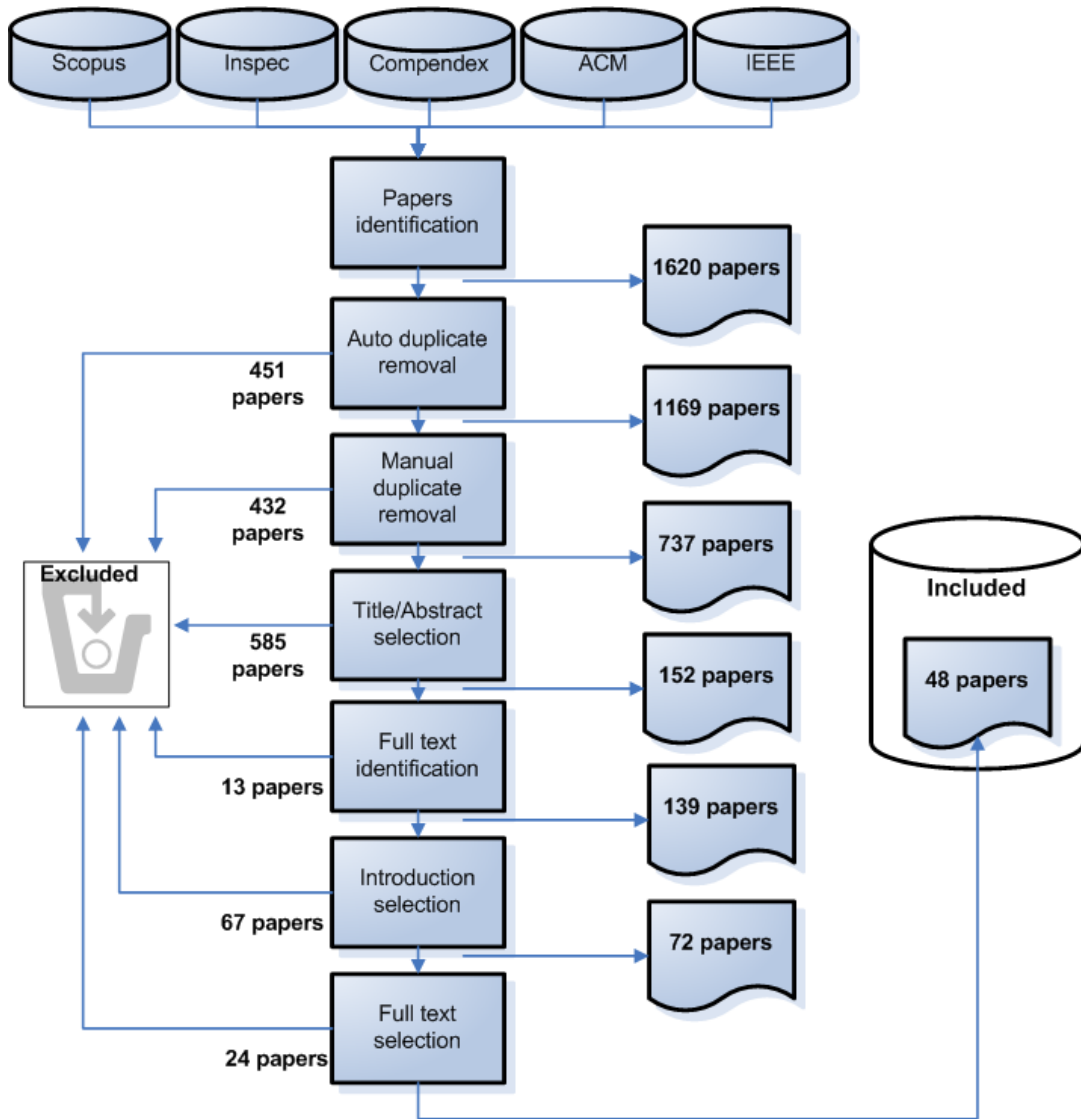 Scopus
Inspec
Compendex
ACM
IEEE
Papers
identification
1620 papers
Auto duplicate
removal
451
papers
1169 papers
Manual
duplicate
removal
432
papers
737 papers
Excluded
Title/Abstract
selection
585
papers
152 papers
Included
48 papers
Full text
identification
13 papers
139 papers
Introduction
selection
67 papers
72 papers
Full text
selection
24 papers